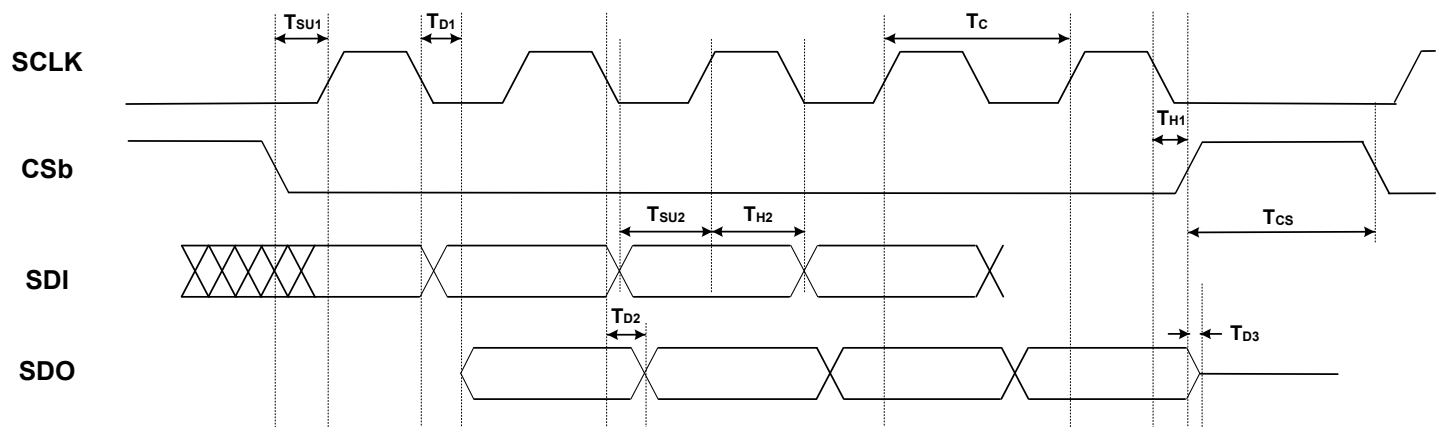 TSU1
TD1
TC
SCLK
TH1
CSb
TSU2
TH2
TCS
SDI
TD2
TD3
SDO